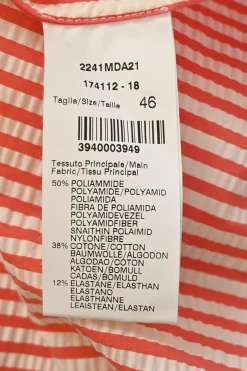 2241MDA21
174112 - 18
Taglia/Size/Taille 46
3940003949
Tessuto Principale/Main
Fabric/Tissu Principal
50% POLIAMMIDE
POLYAMIDE/POLYAMID
POLIAMIDA
FIBRA DE POLIAMIDA
POLYAMIDEVEZEL
POLYAMIDFIBER
SNAITHIN POLAIMID
NYLONFIBRE
38% COTONE/COTTON
BAUMWOLLE/ALGODON
ALGODAO/COTON
KATOEN/BOMULL
CADAS/BOMULD
12% ELASTANE/ELASTHAN
ELASTANO
ELASTHANNE
LEAISTEAN/ELASTAN